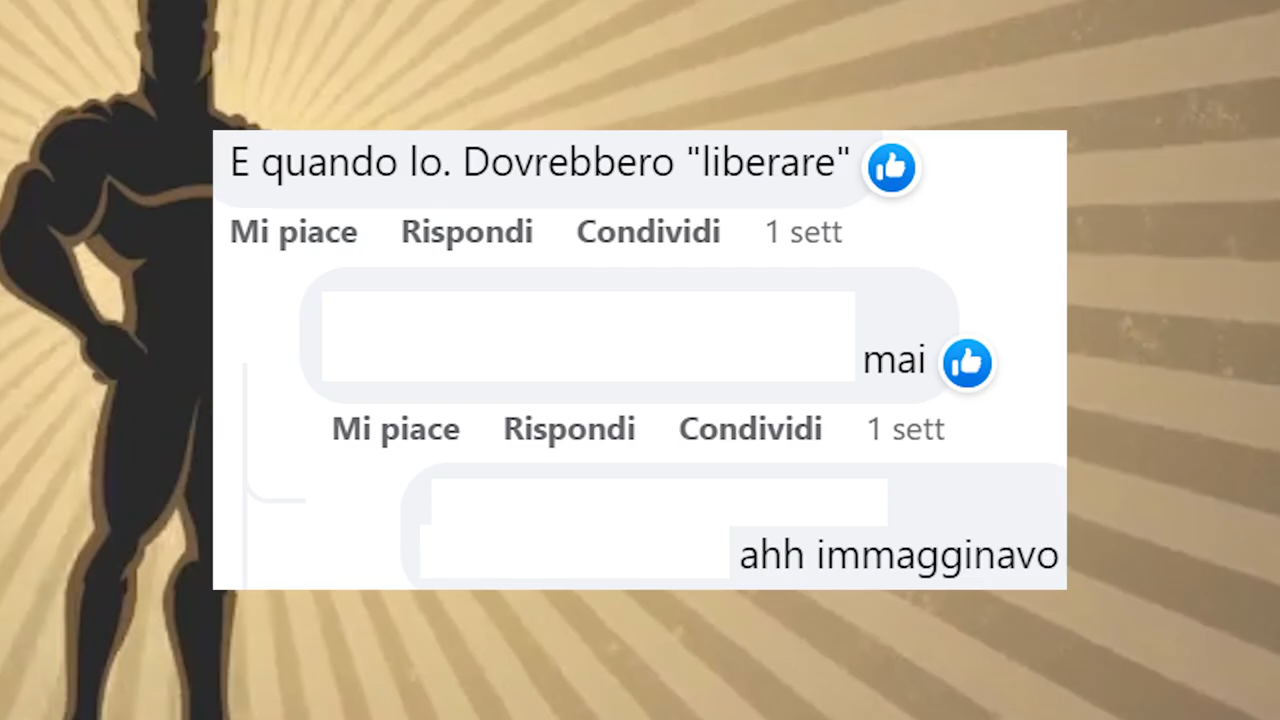 E quando lo. Dovrebbero "liberare"
Mi piace Rispondi Condividi 1 sett
mai
Mi piace Rispondi Condividi 1 sett
ahh immagginavo